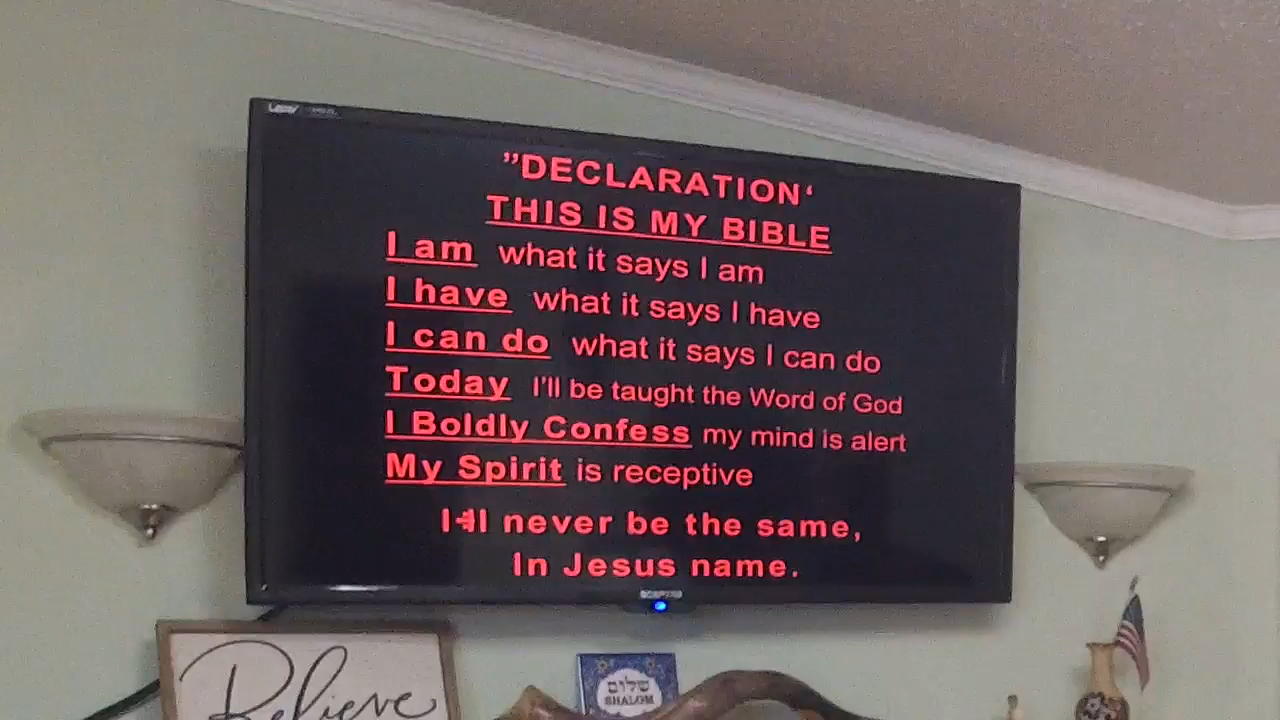 ”DECLARATION‘
THIS IS MY BIBLE
I am what it says I am
I have what it says I have
I can do what it says I can do
Today I'll be taught the Word of God
I Boldly Confess my mind is alert
My Spirit is receptive
I'll never be the same,
In Jesus name.
SCEPTRE
Believe
שלום
SHALOM